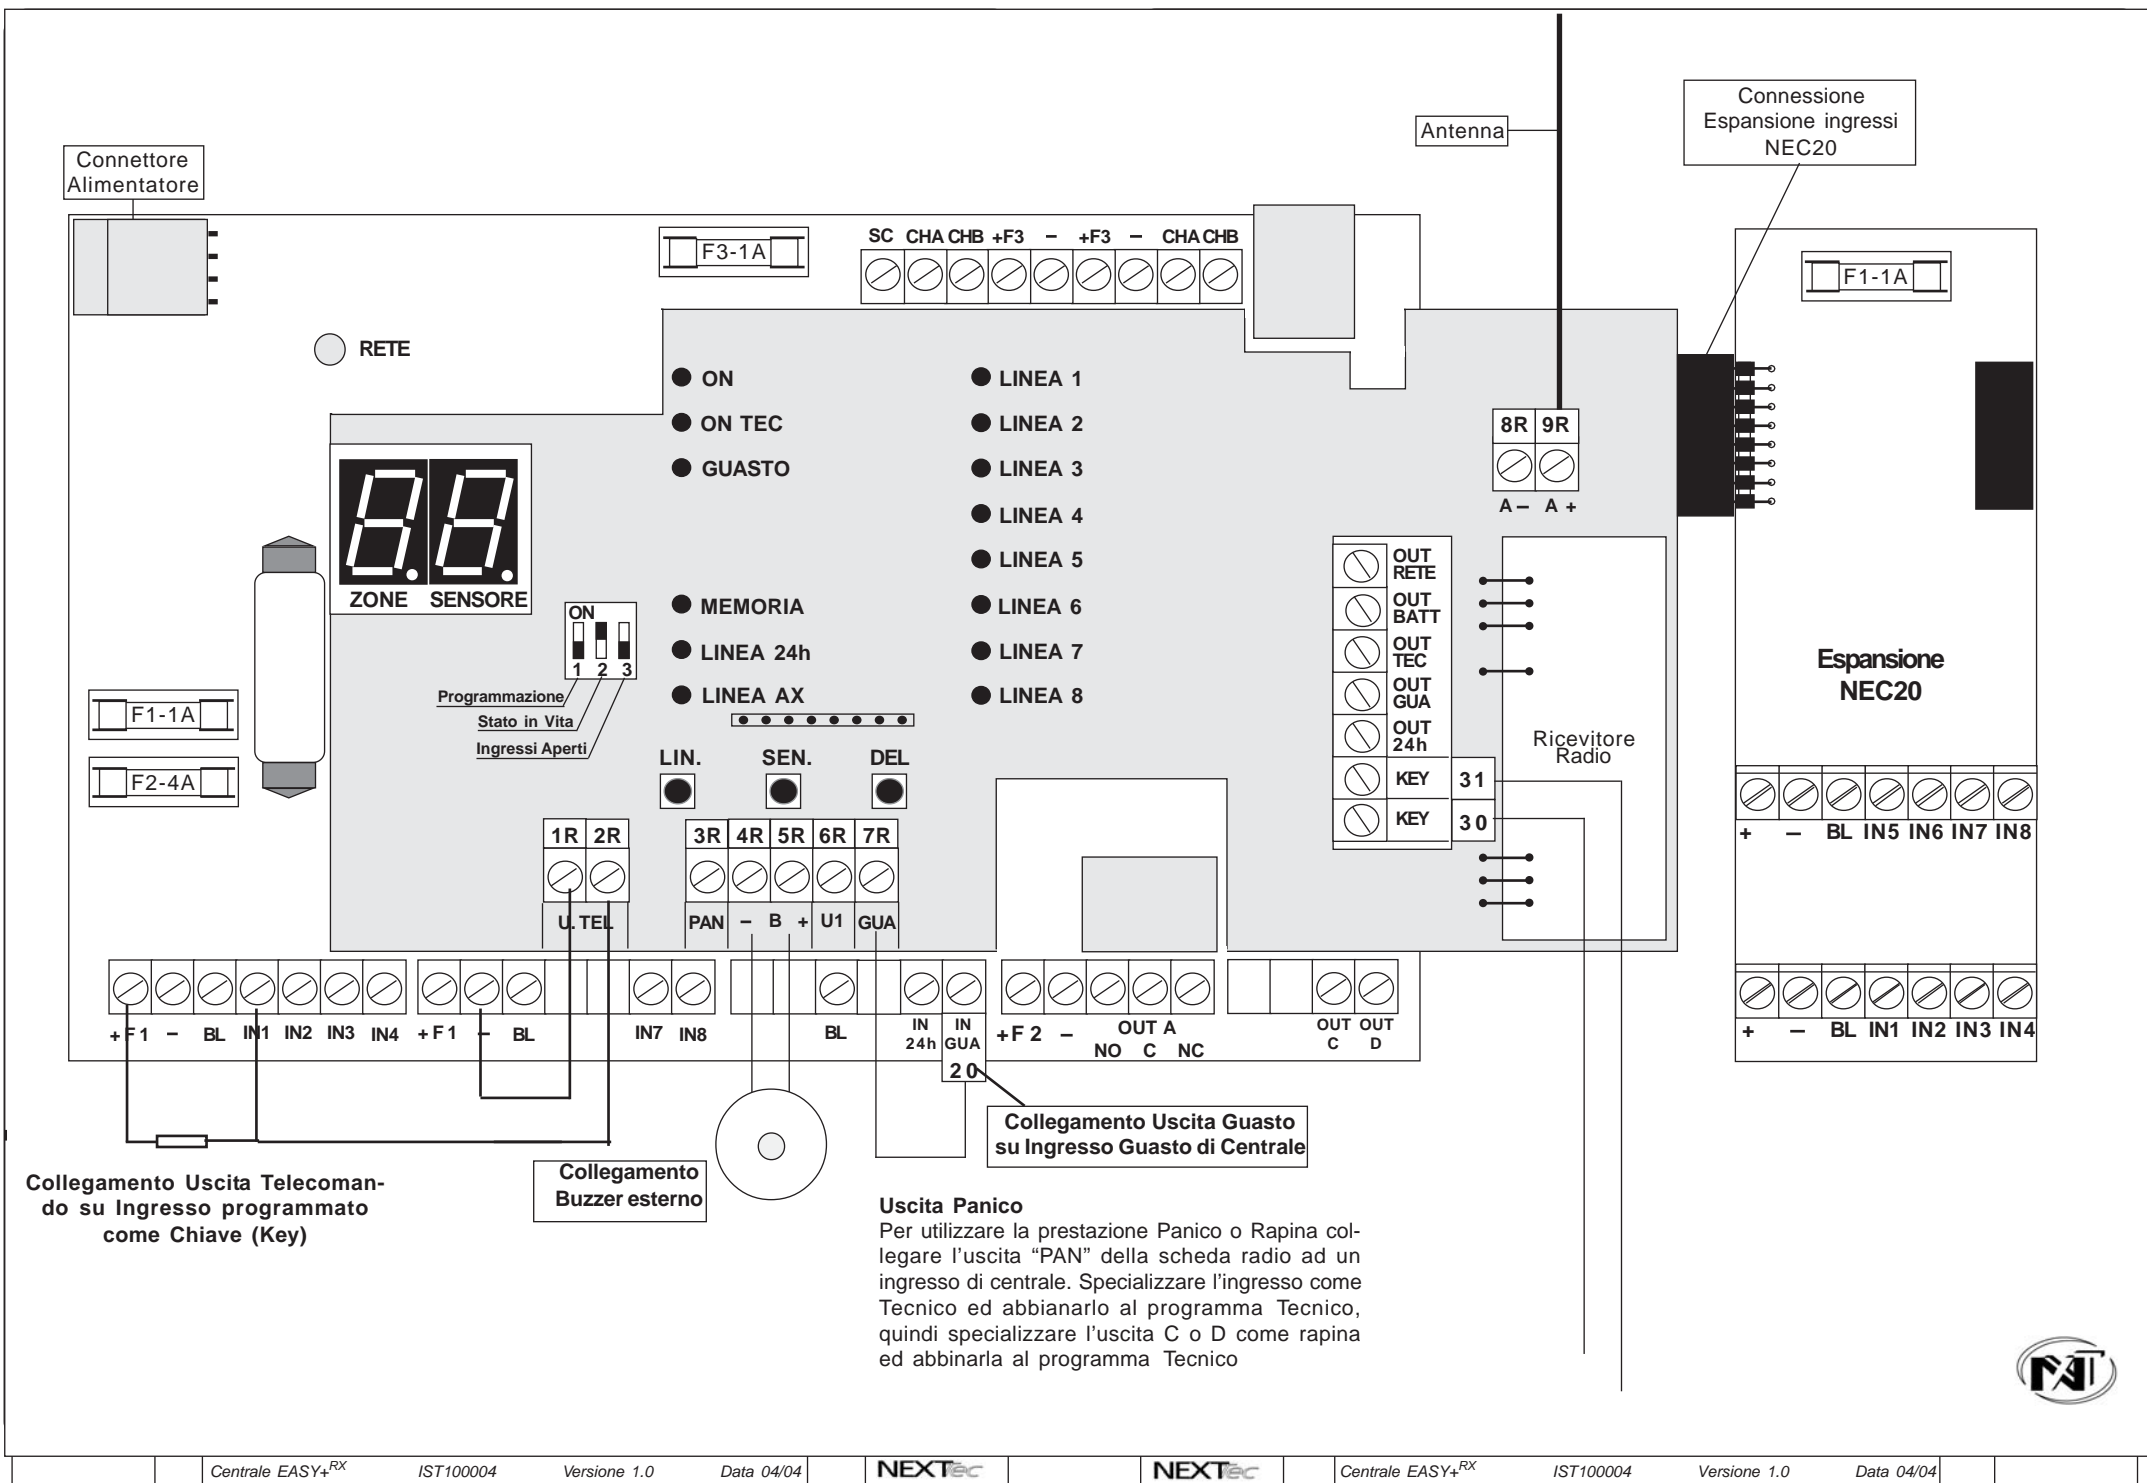 Connettore
Alimentatore
Antenna
Connessione
Espansione ingressi
NEC20
F3-1A
SC CHA CHB +F3 – +F3 – CHA CHB
F1-1A
RETE
ON
ON TEC
GUASTO
MEMORIA
LINEA 24h
LINEA AX
LINEA 1
LINEA 2
LINEA 3
LINEA 4
LINEA 5
LINEA 6
LINEA 7
LINEA 8
8R 9R
A – A +
ZONE SENSORE
ON
1 2 3
Programmazione
Stato in Vita
Ingressi Aperti
F1-1A
F2-4A
LIN. SEN. DEL
OUT
RETE
OUT
BATT
OUT
TEC
OUT
GUA
OUT
24h
KEY 31
KEY 30
Ricevitore
Radio
Espansione
NEC20
+ – BL IN5 IN6 IN7 IN8
1R 2R 3R 4R 5R 6R 7R
U. TEL PAN – B + U1 GUA
+F1 – BL IN1 IN2 IN3 IN4
+F1 – BL IN7 IN8
BL
IN
24h
IN
GUA
20
+F2 –
OUT A
NO C NC
OUT
C
OUT
D
+ – BL IN1 IN2 IN3 IN4
Collegamento Uscita Guasto
su Ingresso Guasto di Centrale
Collegamento
Buzzer esterno
Collegamento Uscita Telecoman-
do su Ingresso programmato
come Chiave (Key)
Uscita Panico
Per utilizzare la prestazione Panico o Rapina col-
legare l'uscita “PAN” della scheda radio ad un
ingresso di centrale. Specializzare l'ingresso come
Tecnico ed abbianarlo al programma Tecnico,
quindi specializzare l'uscita C o D come rapina
ed abbinarla al programma Tecnico
NXT
Centrale EASY+RX IST100004 Versione 1.0 Data 04/04 NEXTec
NEXTec Centrale EASY+RX IST100004 Versione 1.0 Data 04/04